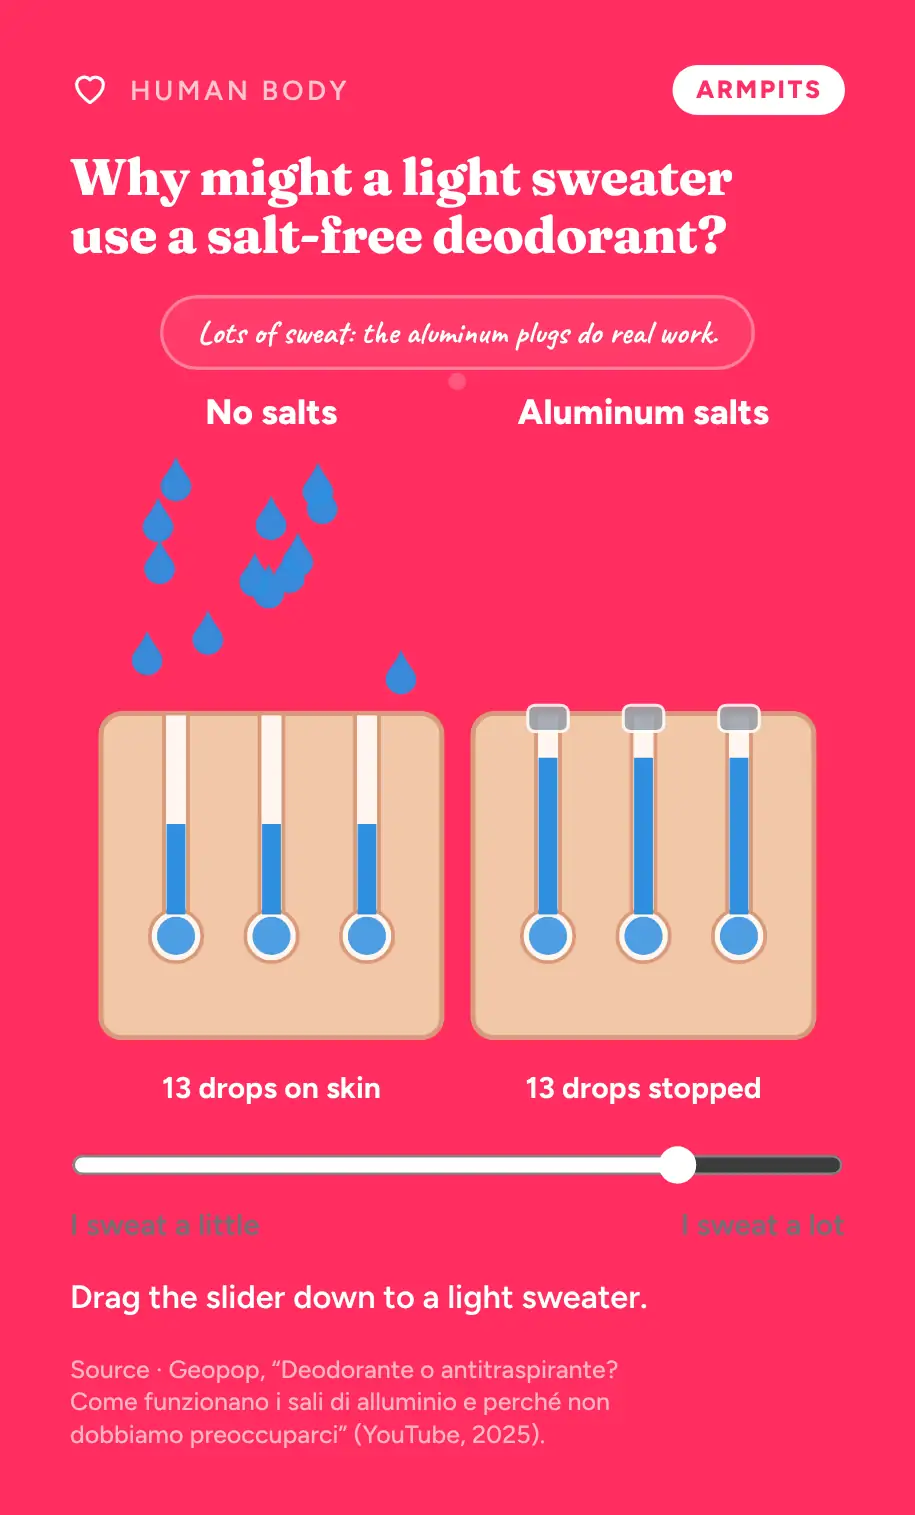 HUMAN BODY
ARMPITS
Why might a light sweater
use a salt-free deodorant?
Lots of sweat: the aluminum plugs do real work.
No salts
Aluminum salts
13 drops on skin
13 drops stopped
I sweat a little
I sweat a lot
Drag the slider down to a light sweater.
Source · Geopop, “Deodorante o antitraspirante?
Come funzionano i sali di alluminio e perché non
dobbiamo preoccuparci” (YouTube, 2025).